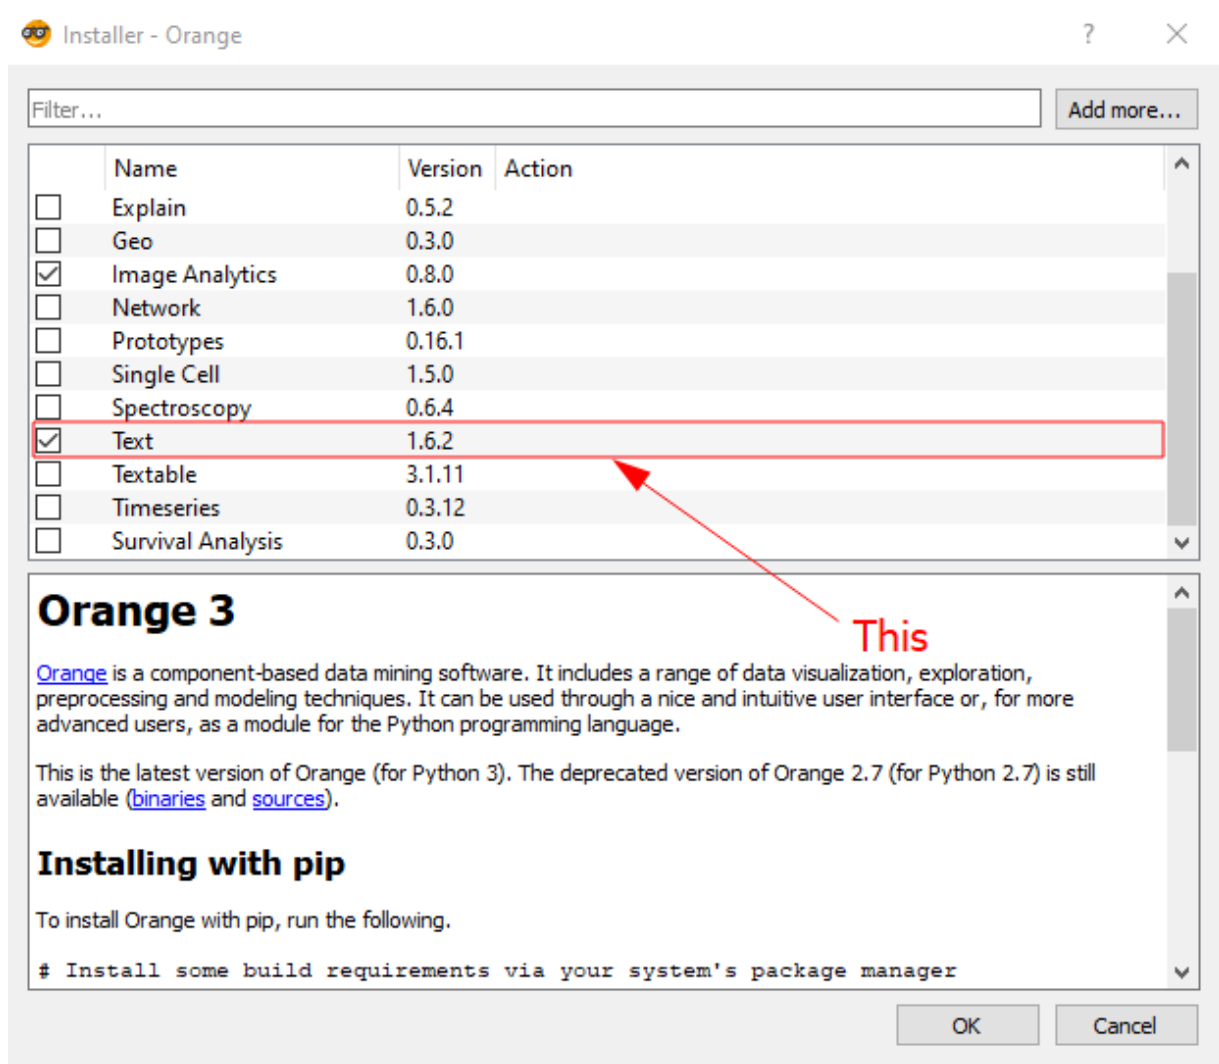 Installer - Orange
?
Filter...
Add more...
Name Version Action
Explain 0.5.2
Geo 0.3.0
Image Analytics 0.8.0
Network 1.6.0
Prototypes 0.16.1
Single Cell 1.5.0
Spectroscopy 0.6.4
Text 1.6.2
Textable 3.1.11
Timeseries 0.3.12
Survival Analysis 0.3.0
This
Orange 3
Orange is a component-based data mining software. It includes a range of data visualization, exploration,
preprocessing and modeling techniques. It can be used through a nice and intuitive user interface or, for more
advanced users, as a module for the Python programming language.
This is the latest version of Orange (for Python 3). The deprecated version of Orange 2.7 (for Python 2.7) is still
available (binaries and sources).
Installing with pip
To install Orange with pip, run the following.
# Install some build requirements via your system's package manager
OK Cancel